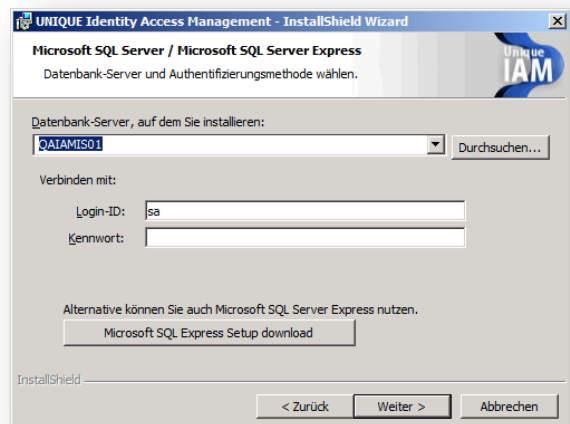 UNIQUE Identity Access Management - InstallShield Wizard
Microsoft SQL Server / Microsoft SQL Server Express
Datenbank-Server und Authentifizierungsmethode wählen.
Unique
IAM
Datenbank-Server, auf dem Sie installieren:
QAIAMIS01
Durchsuchen...
Verbinden mit:
Login-ID: sa
Kennwort:
Alternative können Sie auch Microsoft SQL Server Express nutzen.
Microsoft SQL Express Setup download
InstallShield
< Zurück Weiter > Abbrechen